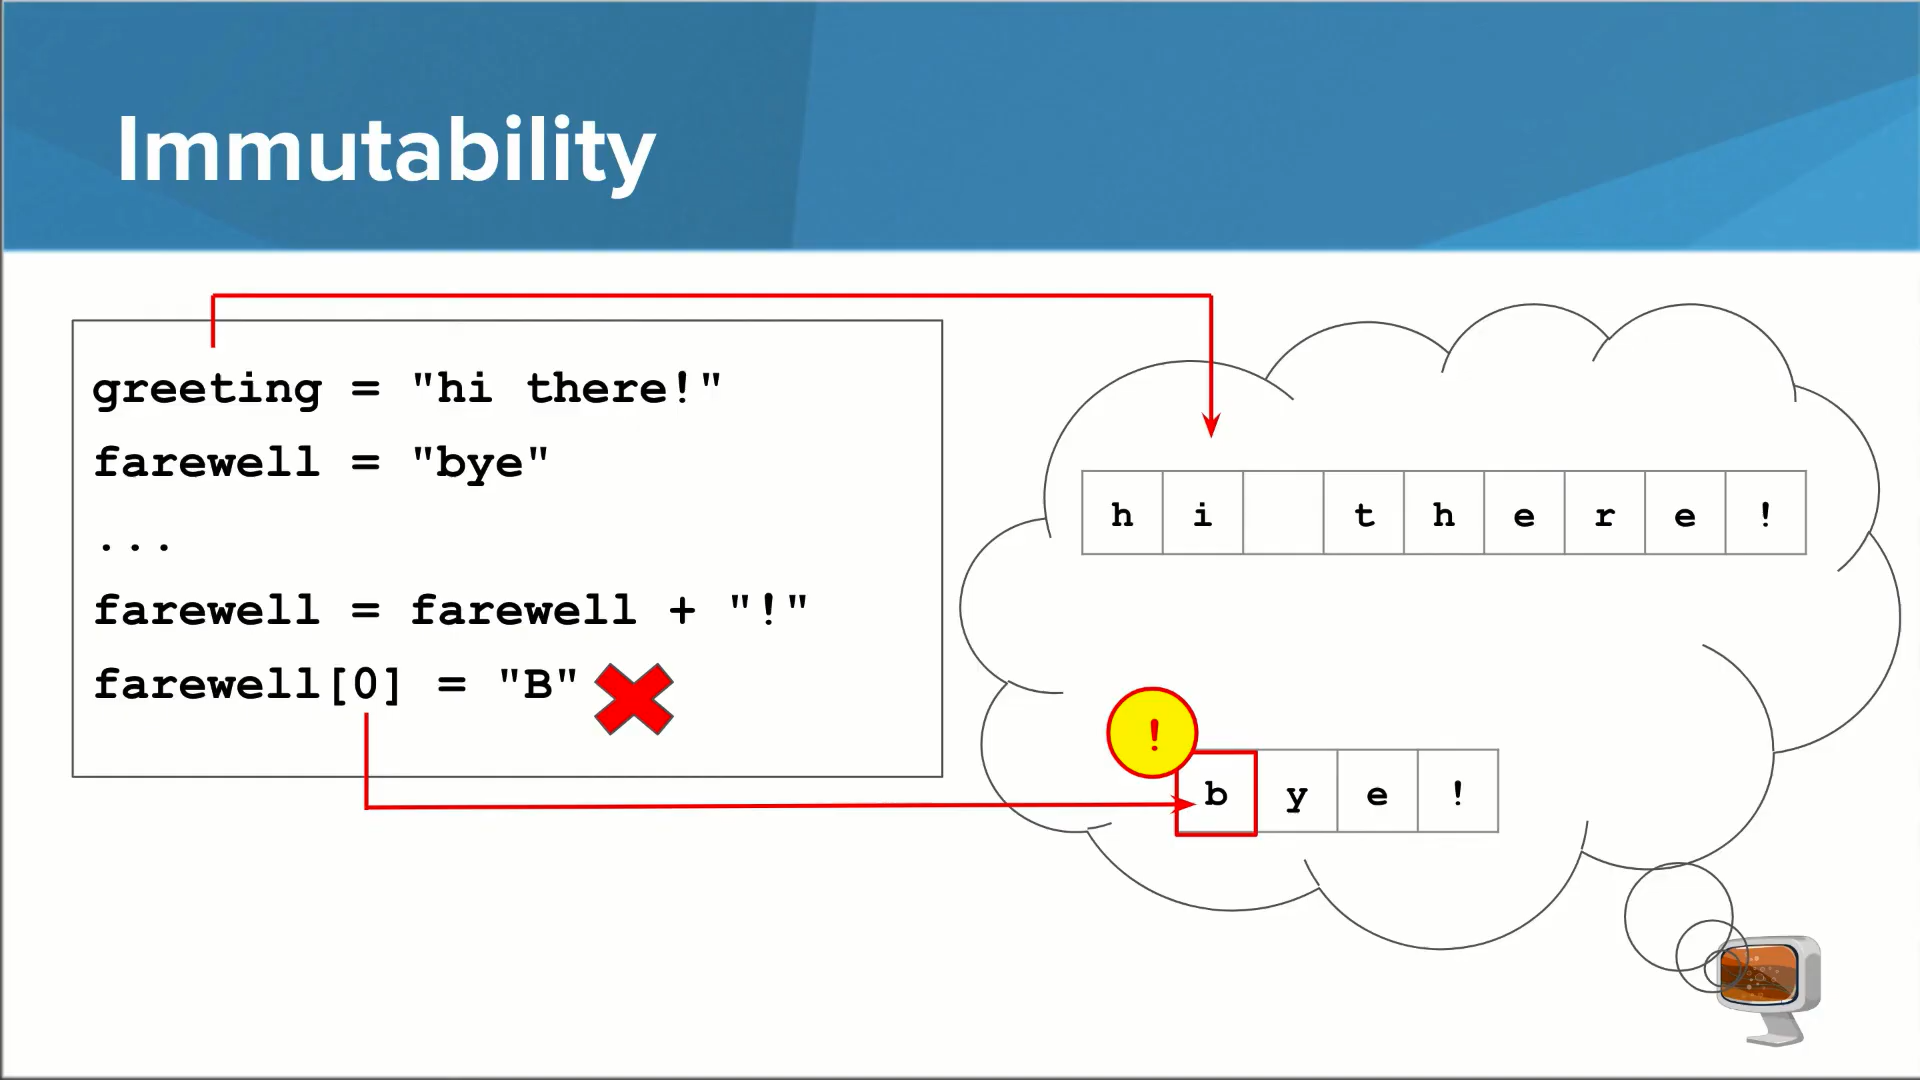 Immutability
greeting = "hi there!"
farewell = "bye"
...
farewell = farewell + "!"
farewell[0] = "B"
h i t h e r e !
!
b y e !